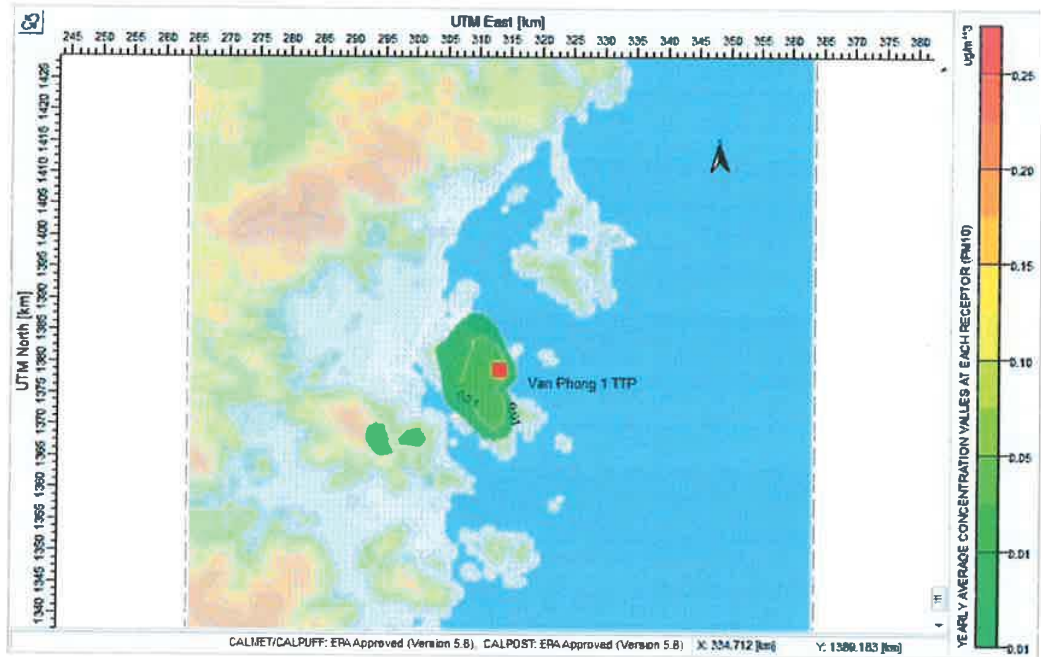 UTM East [km]
245 250 255 260 265 270 275 280 285 290 295 300 305 310 315 320 325 330 335 340 345 350 355 360 365 370 375 380
UTM North [km]
1425
1420
1415
1410
1405
1400
1395
1390
1385
1380
1375
1370
1365
1360
1355
1350
1345
1340
Van Phong 1 TTP
YEARLY AVERAGE CONCENTRATION VALUES AT EACH RECEPTOR (PM10)
ug/m**3
0.25
0.20
0.15
0.10
0.05
0.01
0.01
CALMET/CALPUFF: EPA Approved (Version 5.8), CALPOST: EPA Approved (Version 5.6)
X: 334.712 [km]
Y: 1389.183 [km]